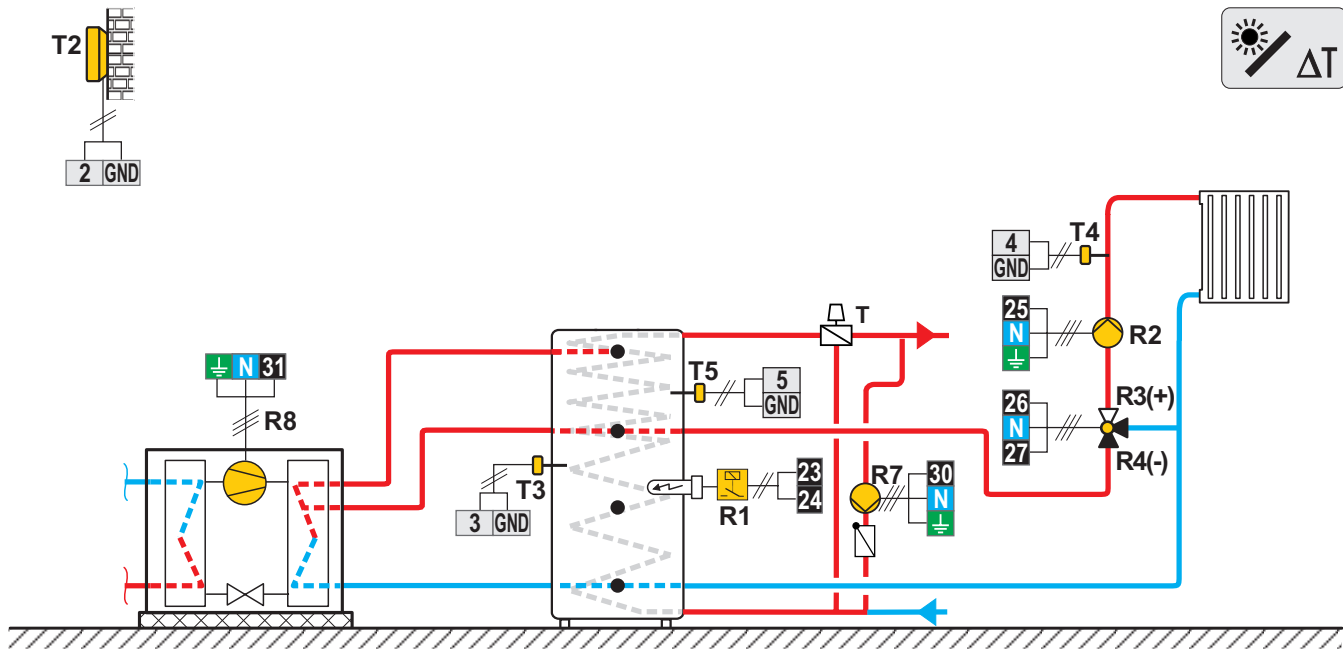 T2
2 GND
ΔT
4
GND
T4
25
N
R2
T
T5
5
GND
N 31
R8
26
N
27
R3(+)
R4(-)
T3
3 GND
R1
23
24
R7
30
N